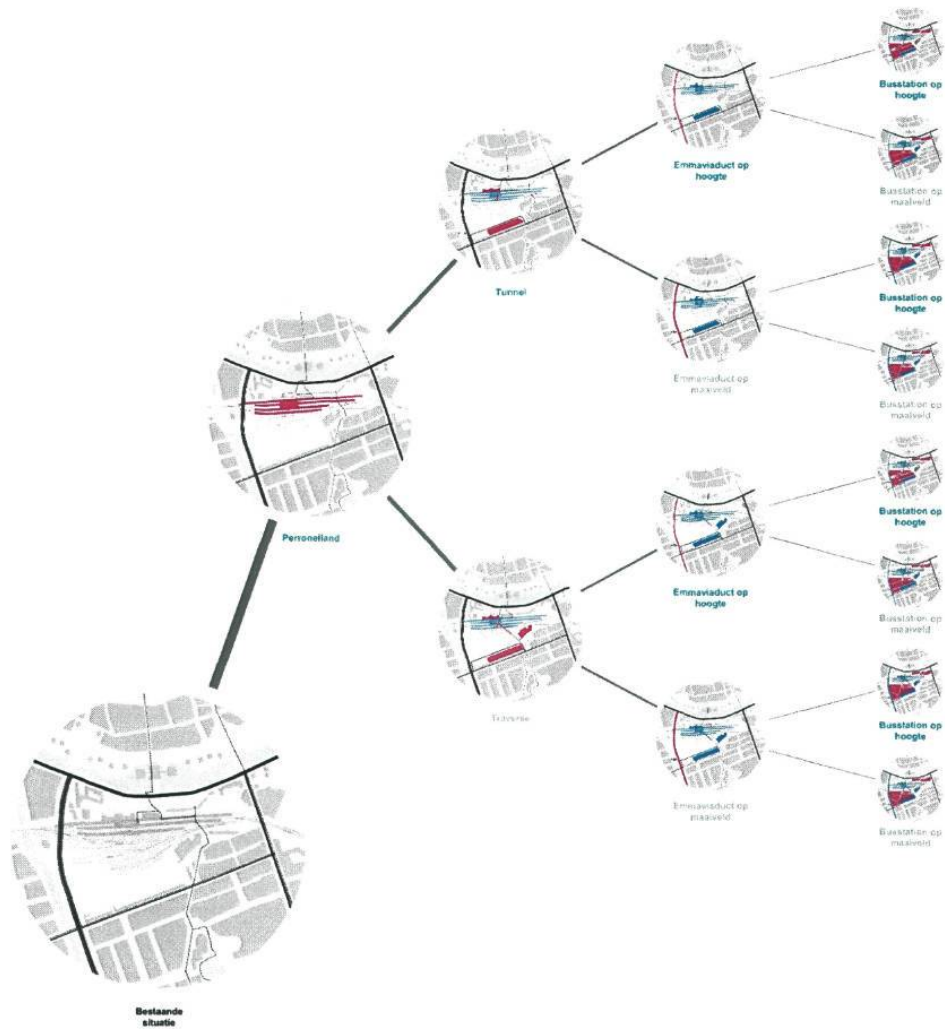 Busstation op
hoogte
Emmaviaduct op
hoogte
Busstation op
maaiveld
Tunnel
Busstation op
hoogte
Emmaviaduct op
maaiveld
Busstation op
maaiveld
Perroneiland
Busstation op
hoogte
Emmaviaduct op
hoogte
Busstation op
maaiveld
Traverse
Busstation op
hoogte
Emmaviaduct op
maaiveld
Busstation op
maaiveld
Bestaande
situatie